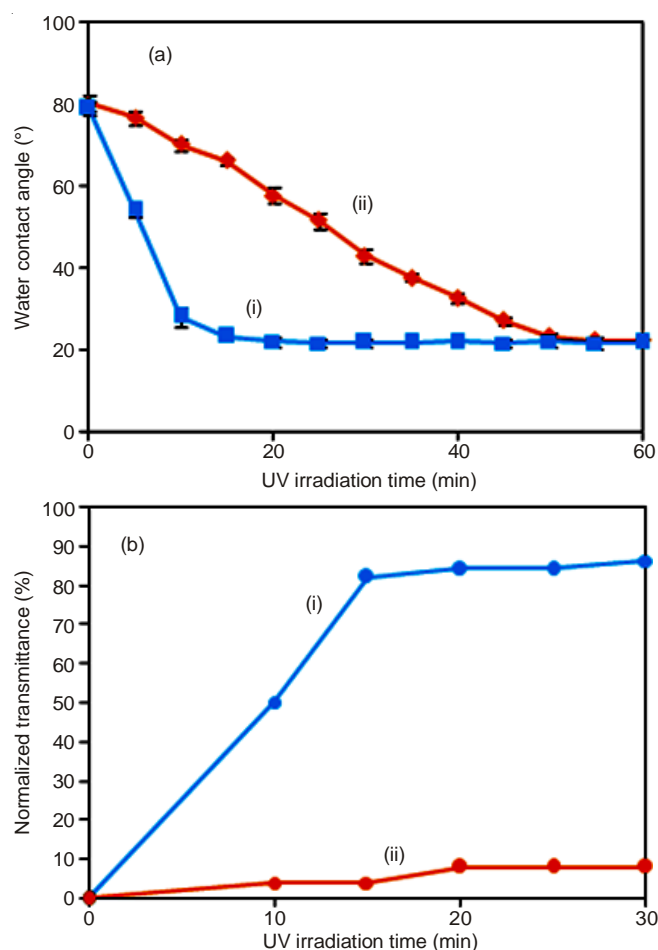 100
(a)
80
60
(ii)
40
(i)
20
0
0 20 40 60
Water contact angle (°)
UV irradiation time (min)
100
90
(b)
80
(i)
70
60
50
40
30
20
10
(ii)
0
0 10 20 30
Normalized transmittance (%)
UV irradiation time (min)